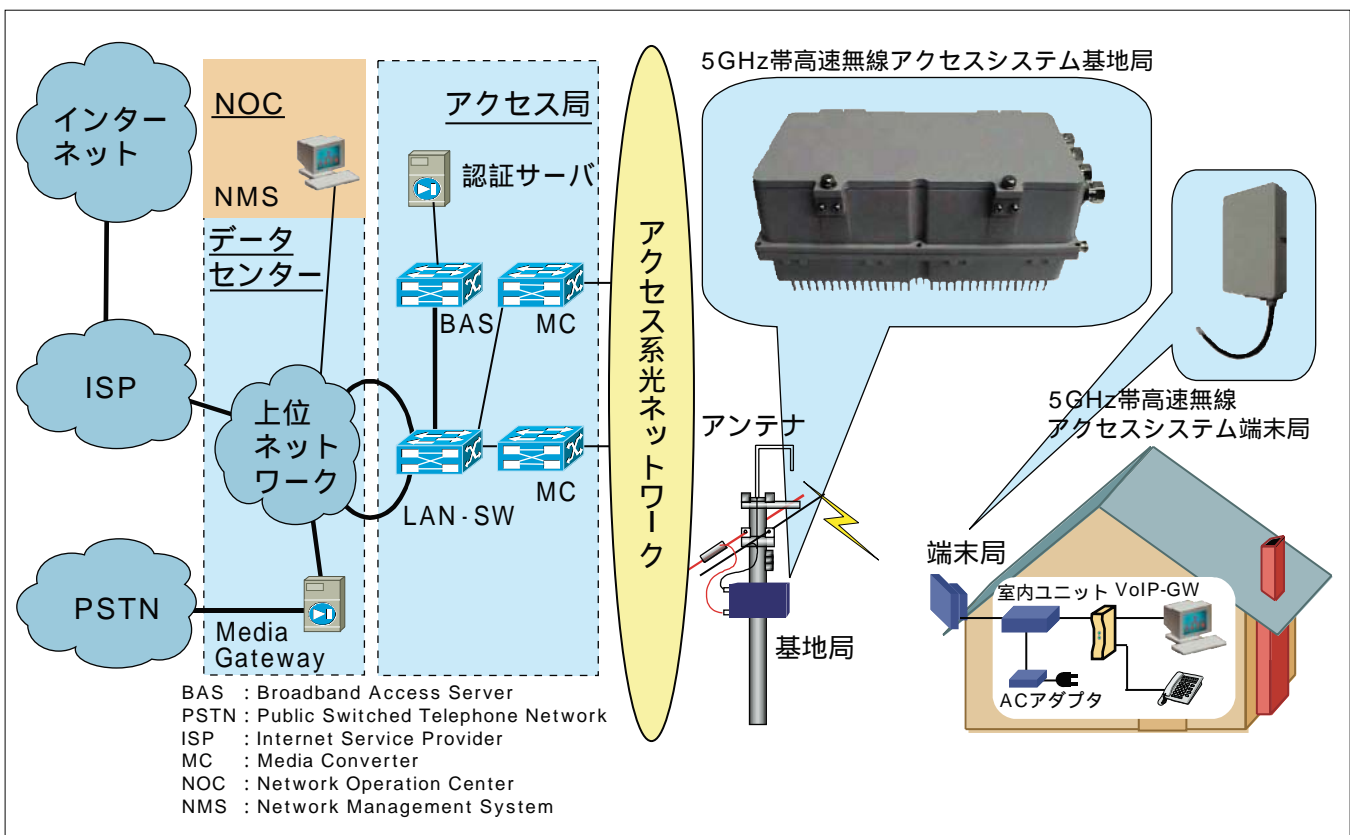 インター
ネット
ISP
PSTN
NOC
NMS
データ
センター
上位
ネット
ワーク
Media
Gateway
アクセス局
認証サーバ
BAS
MC
LAN-SW
MC
アクセス系光ネットワーク
5GHz帯高速無線アクセスシステム基地局
アンテナ
基地局
5GHz帯高速無線
アクセスシステム端末局
端末局
室内ユニット
VoIP-GW
ACアダプタ
BAS : Broadband Access Server
PSTN : Public Switched Telephone Network
ISP : Internet Service Provider
MC : Media Converter
NOC : Network Operation Center
NMS : Network Management System